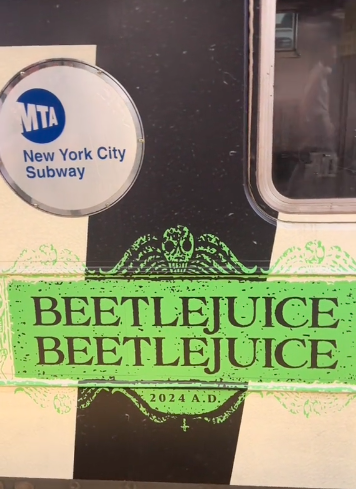 MTA
New York City
Subway
BEETLEJUICE
BEETLEJUICE
2024 A.D.